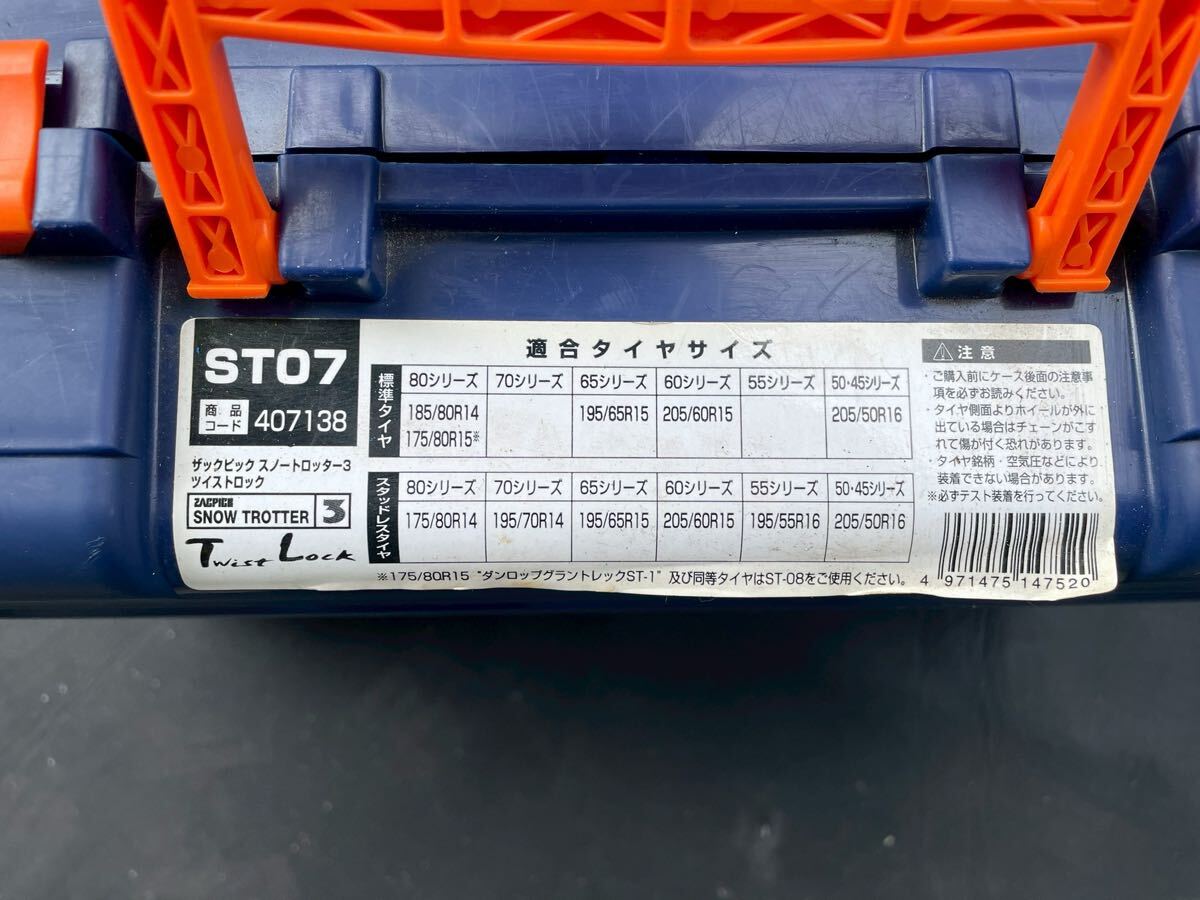 ST07
商品コード 407138
ザックピック スノートロッター3
ツイストロック
ZACPICK
SNOW TROTTER 3
Twist Lock
適合タイヤサイズ
標準タイヤ
80シリーズ 70シリーズ 65シリーズ 60シリーズ 55シリーズ 50・45シリーズ
185/80R14 195/65R15 205/60R15 205/50R16
175/80R15※
スタッドレスタイヤ
80シリーズ 70シリーズ 65シリーズ 60シリーズ 55シリーズ 50・45シリーズ
175/80R14 195/70R14 195/65R15 205/60R15 195/55R16 205/50R16
※175/80R15 "ダンロップグラントレックST-1" 及び同等タイヤはST-08をご使用ください。
⚠注意
・ご購入前にケース後面の注意事
項を必ずお読みください。
・タイヤ側面よりホイールが外に
出ている場合はチェーンがこす
れて傷が付く恐れがあります。
・タイヤ銘柄・空気圧などにより
装着できない場合があります。
※必ずテスト装着を行ってください。
4 971475 147520